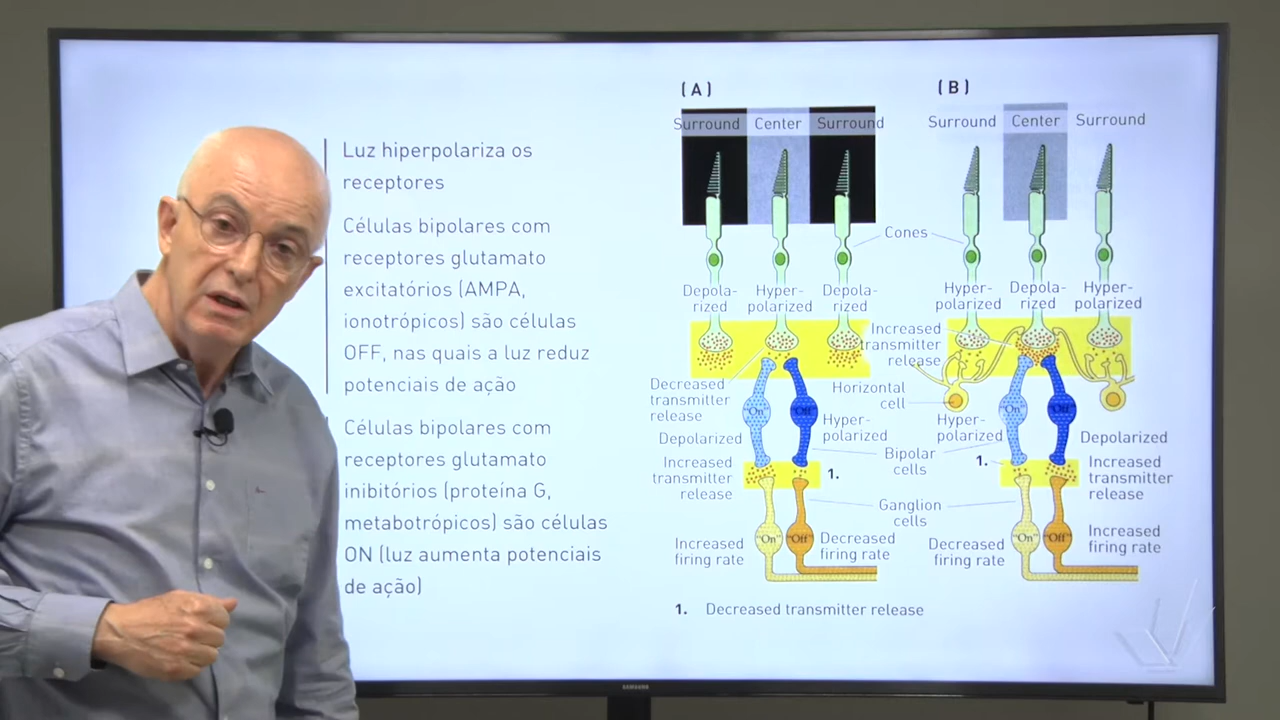 Luz hiperpolariza os
receptores
Células bipolares com
receptores glutamato
excitatórios (AMPA,
ionotrópicos) são células
OFF, nas quais a luz reduz
potenciais de ação
Células bipolares com
receptores glutamato
inibitórios (proteína G,
metabotrópicos) são células
ON (luz aumenta potenciais
de ação)
(A)
Surround Center Surround
Depola-
rized
Hyper-
polarized
Depola-
rized
Decreased
transmitter
release
"On" "Off"
Depolarized
Hyper-
polarized
Increased
transmitter
release
1.
"On" "Off"
Increased
firing rate
Decreased
firing rate
Cones
Increased
transmitter
release
Horizontal
cell
Bipolar
cells
Ganglion
cells
(B)
Surround Center Surround
Hyper-
polarized
Depola-
rized
Hyper-
polarized
"On" "Off"
Hyper-
polarized
Depolarized
1.
Increased
transmitter
release
"On" "Off"
Decreased
firing rate
Increased
firing rate
1. Decreased transmitter release
SAMSUNG